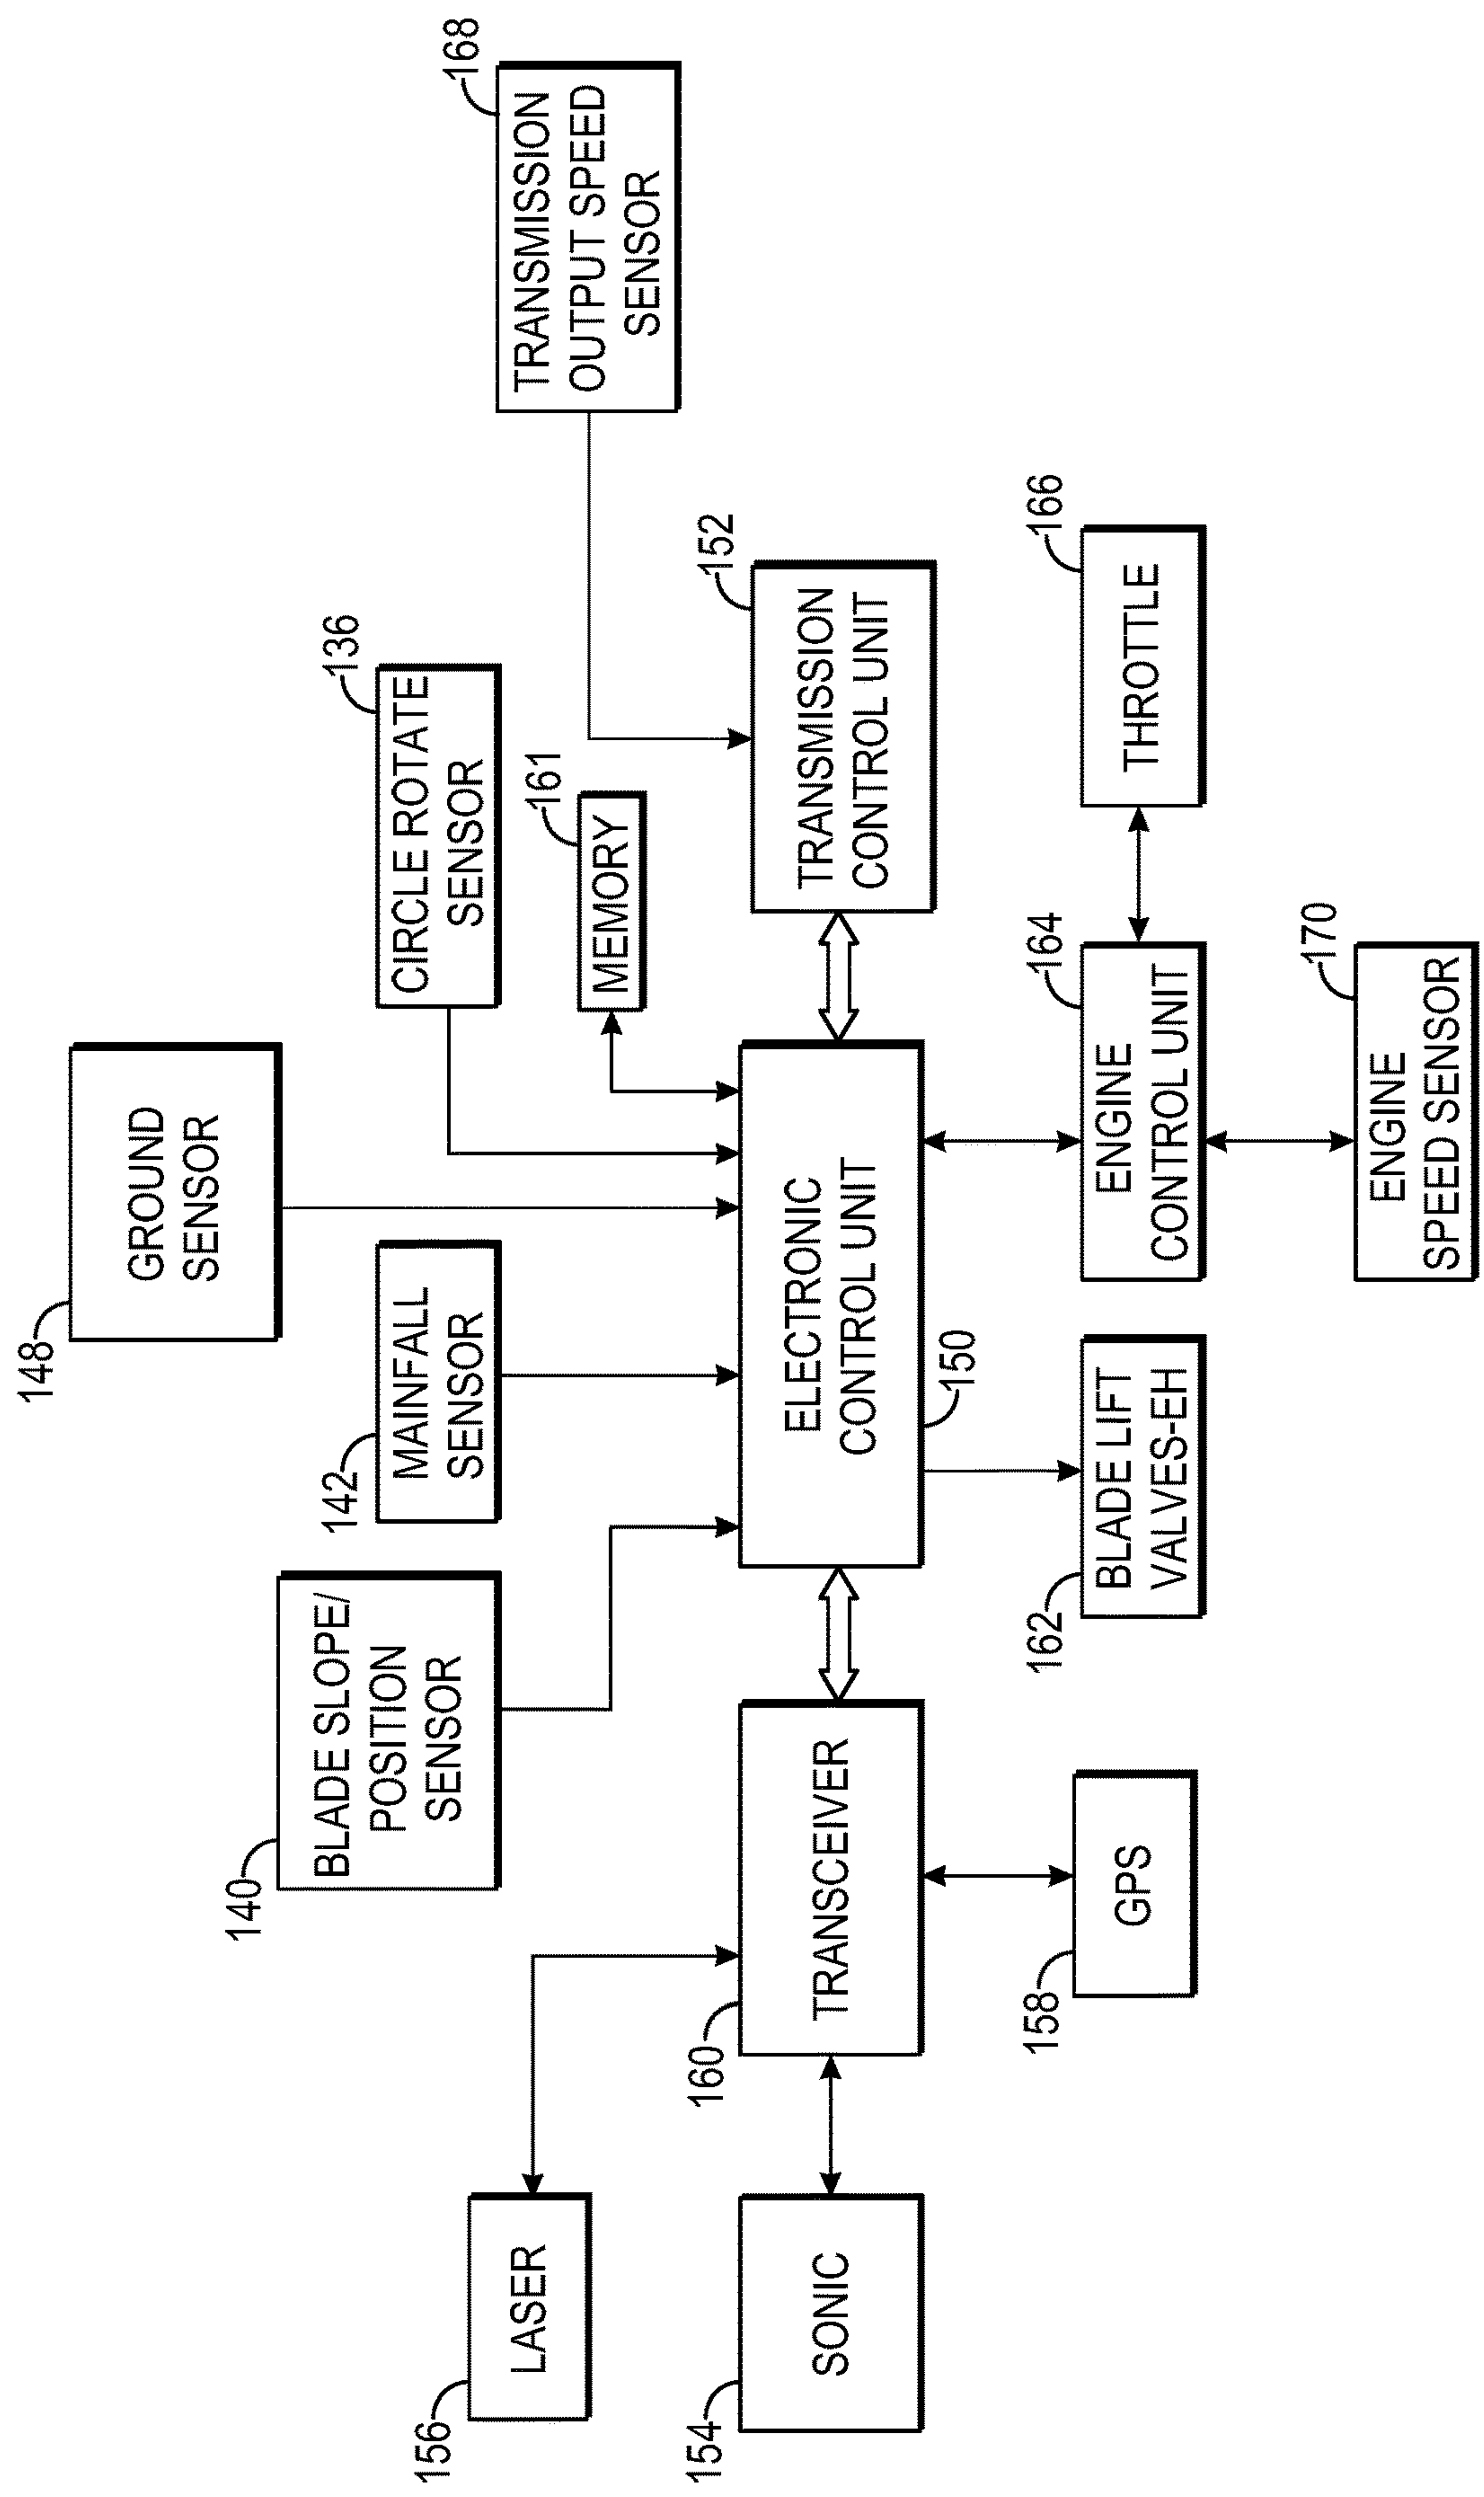 148
GROUND
SENSOR
168
TRANSMISSION
OUTPUT SPEED
SENSOR
140
BLADE SLOPE/
POSITION
SENSOR
142
MAINFALL
SENSOR
136
CIRCLE ROTATE
SENSOR
156
LASER
161
MEMORY
154
SONIC
160
TRANSCEIVER
ELECTRONIC
CONTROL UNIT
150
152
TRANSMISSION
CONTROL UNIT
158
GPS
162
BLADE LIFT
VALVES-EH
164
ENGINE
CONTROL UNIT
166
THROTTLE
170
ENGINE
SPEED SENSOR